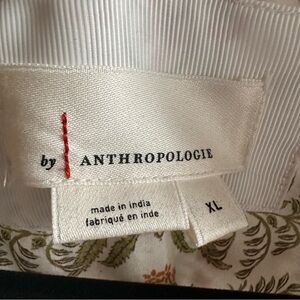 by ANTHROPOLOGIE
made in india
fabriqué en inde
XL